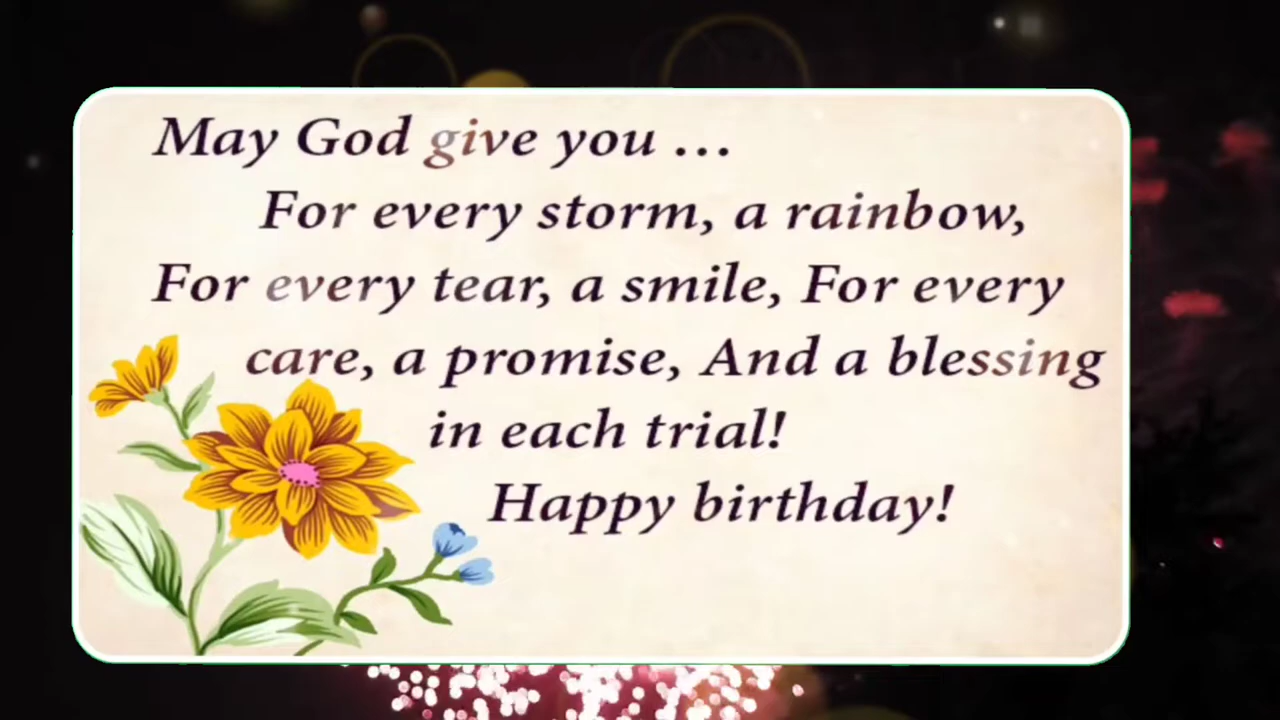 May God give you ...
For every storm, a rainbow,
For every tear, a smile, For every
care, a promise, And a blessing
in each trial!
Happy birthday!